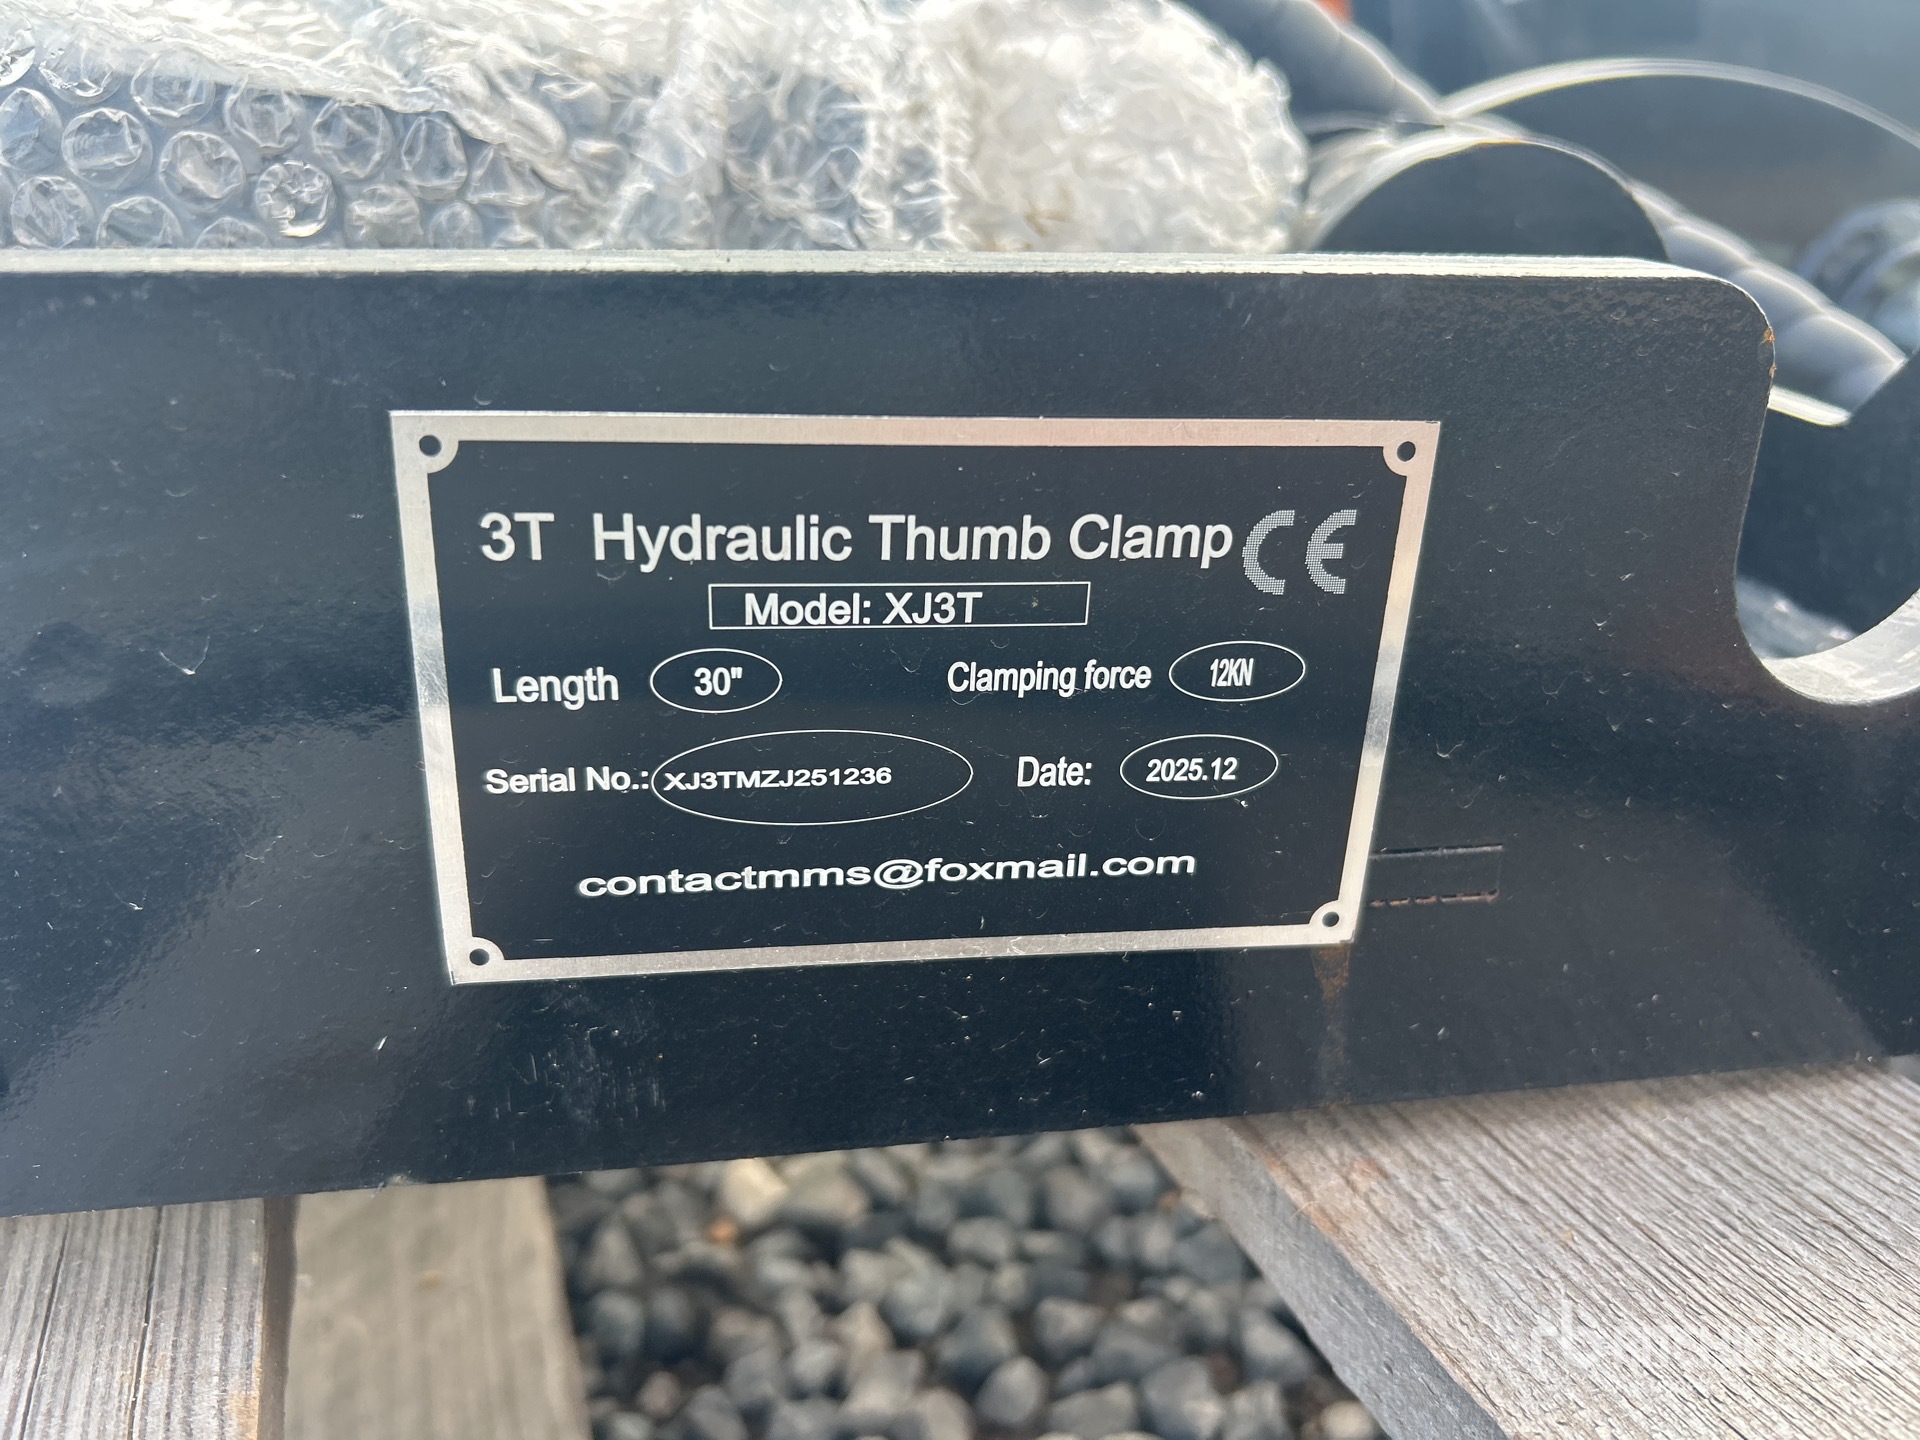 3T Hydraulic Thumb Clamp CE
Model: XJ3T
Length 30" Clamping force 12KN
Serial No.: XJ3TMZJ251236 Date: 2025.12
contactmms@foxmail.com